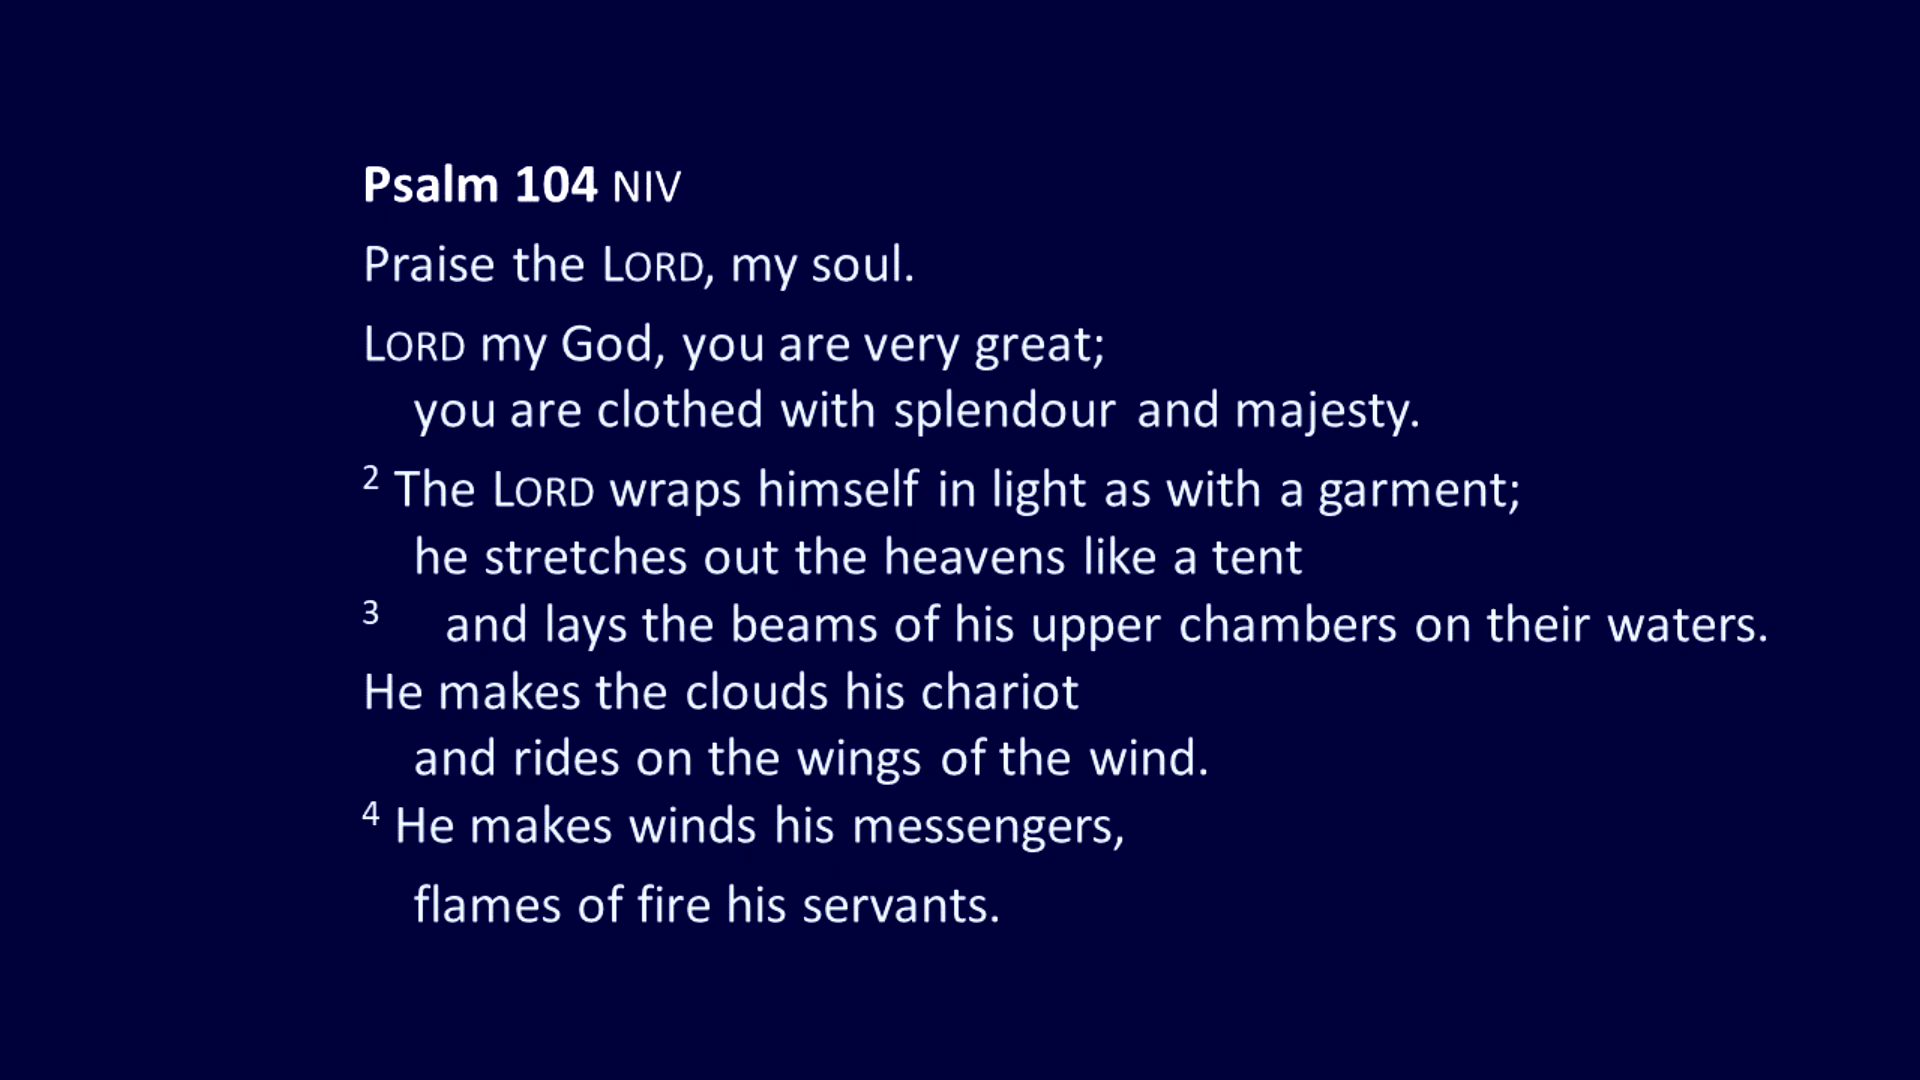 Psalm 104 NIV
Praise the LORD, my soul.
LORD my God, you are very great;
you are clothed with splendour and majesty.
2 The LORD wraps himself in light as with a garment;
he stretches out the heavens like a tent
3 and lays the beams of his upper chambers on their waters.
He makes the clouds his chariot
and rides on the wings of the wind.
4 He makes winds his messengers,
flames of fire his servants.